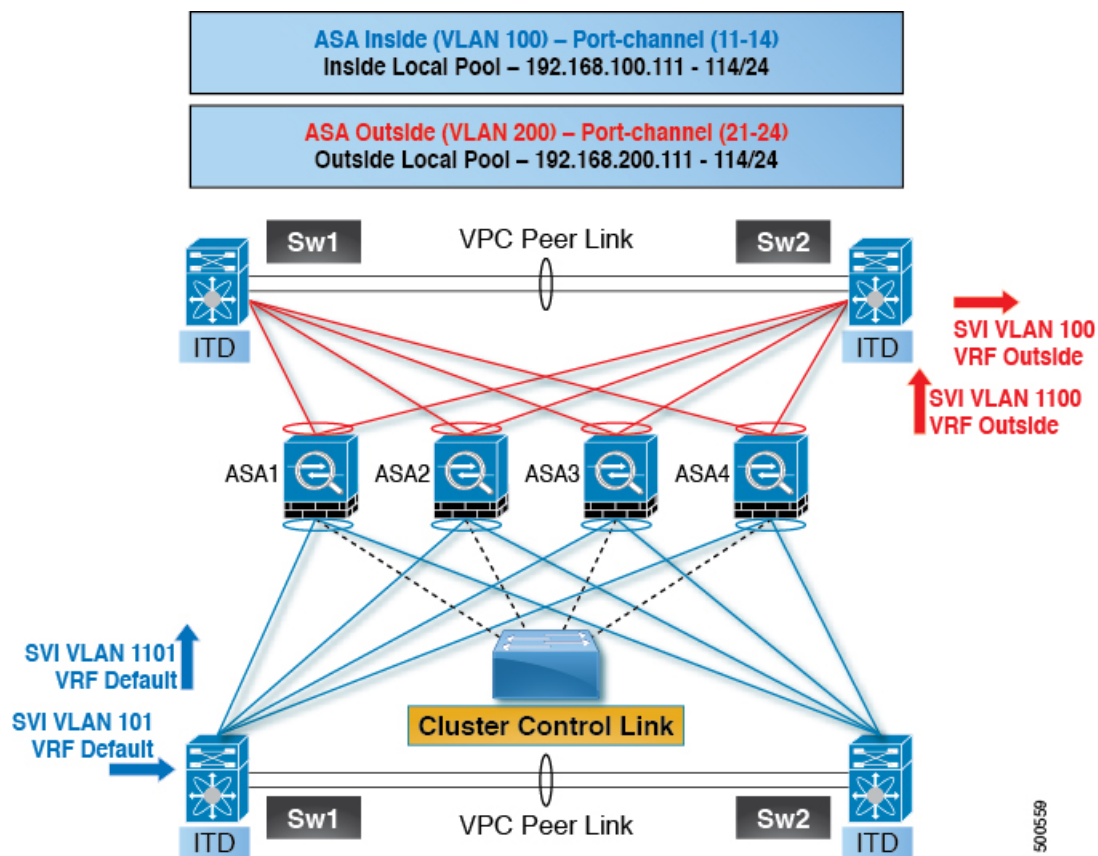 ASA Inside (VLAN 100) – Port-channel (11-14)
Inside Local Pool – 192.168.100.111 - 114/24
ASA Outside (VLAN 200) – Port-channel (21-24)
Outside Local Pool – 192.168.200.111 - 114/24
Sw1
VPC Peer Link
Sw2
ITD
ITD
SVI VLAN 100
VRF Outside
SVI VLAN 1100
VRF Outside
ASA1
ASA2
ASA3
ASA4
SVI VLAN 1101
VRF Default
SVI VLAN 101
VRF Default
Cluster Control Link
Sw1
VPC Peer Link
Sw2
ITD
ITD
500559